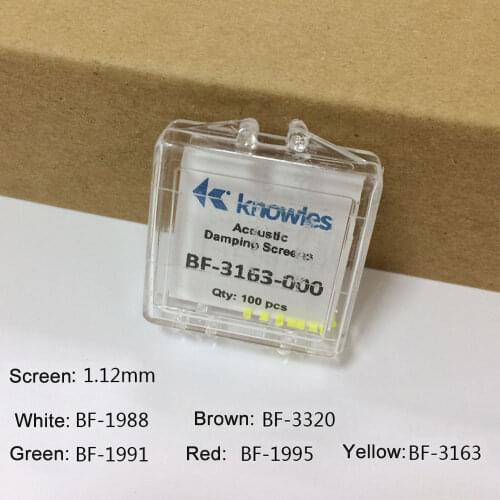 knowles
Acoustic
Damping Screens
BF-3163-000
Qty: 100 pcs
Screen: 1.12mm
White: BF-1988 Brown: BF-3320
Green: BF-1991 Red: BF-1995 Yellow:BF-3163